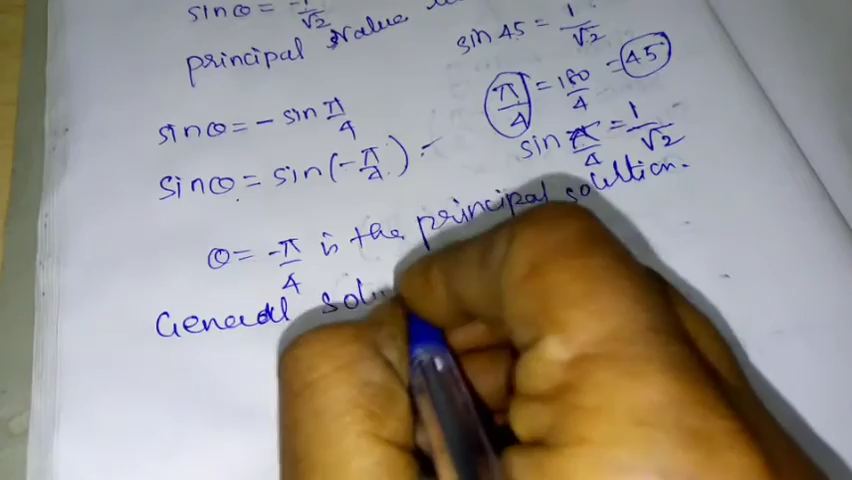 sinθ = -1/√2
principal value
sin 45 = 1/√2
π/4 = 180/4 = 45
sinθ = - sin π/4
sin π/4 = 1/√2
sinθ = sin(-π/4)
θ = -π/4 is the principal solution.
General